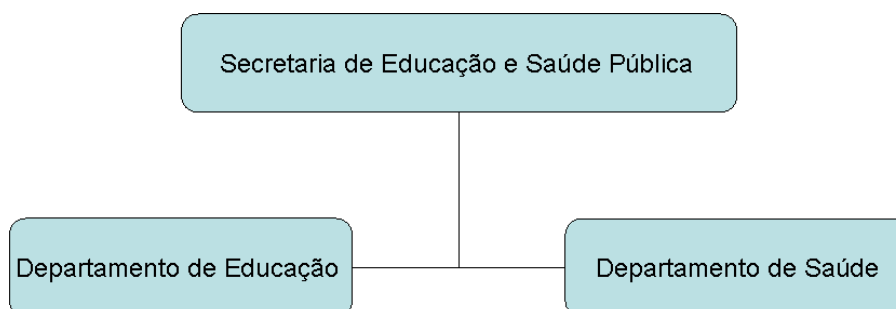 Secretaria de Educação e Saúde Pública
Departamento de Educação
Departamento de Saúde